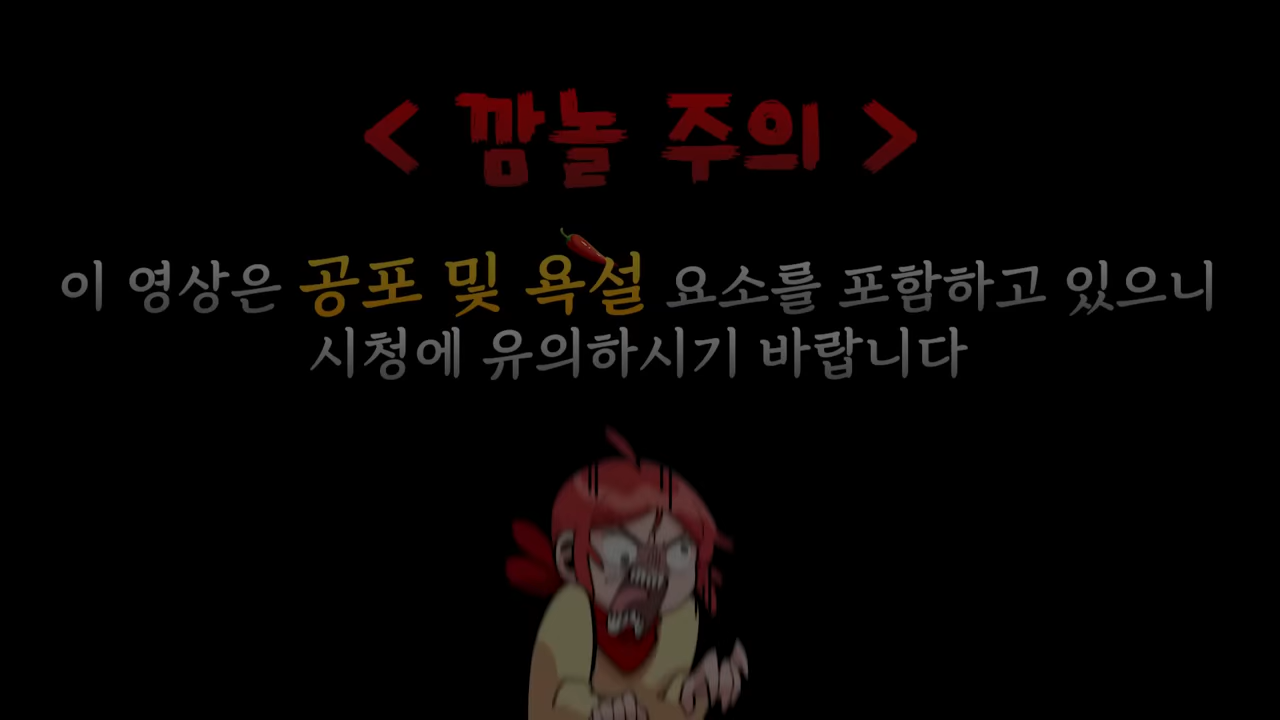 < 깜놀 주의 >
이 영상은 공포 및 욕설 요소를 포함하고 있으니
시청에 유의하시기 바랍니다